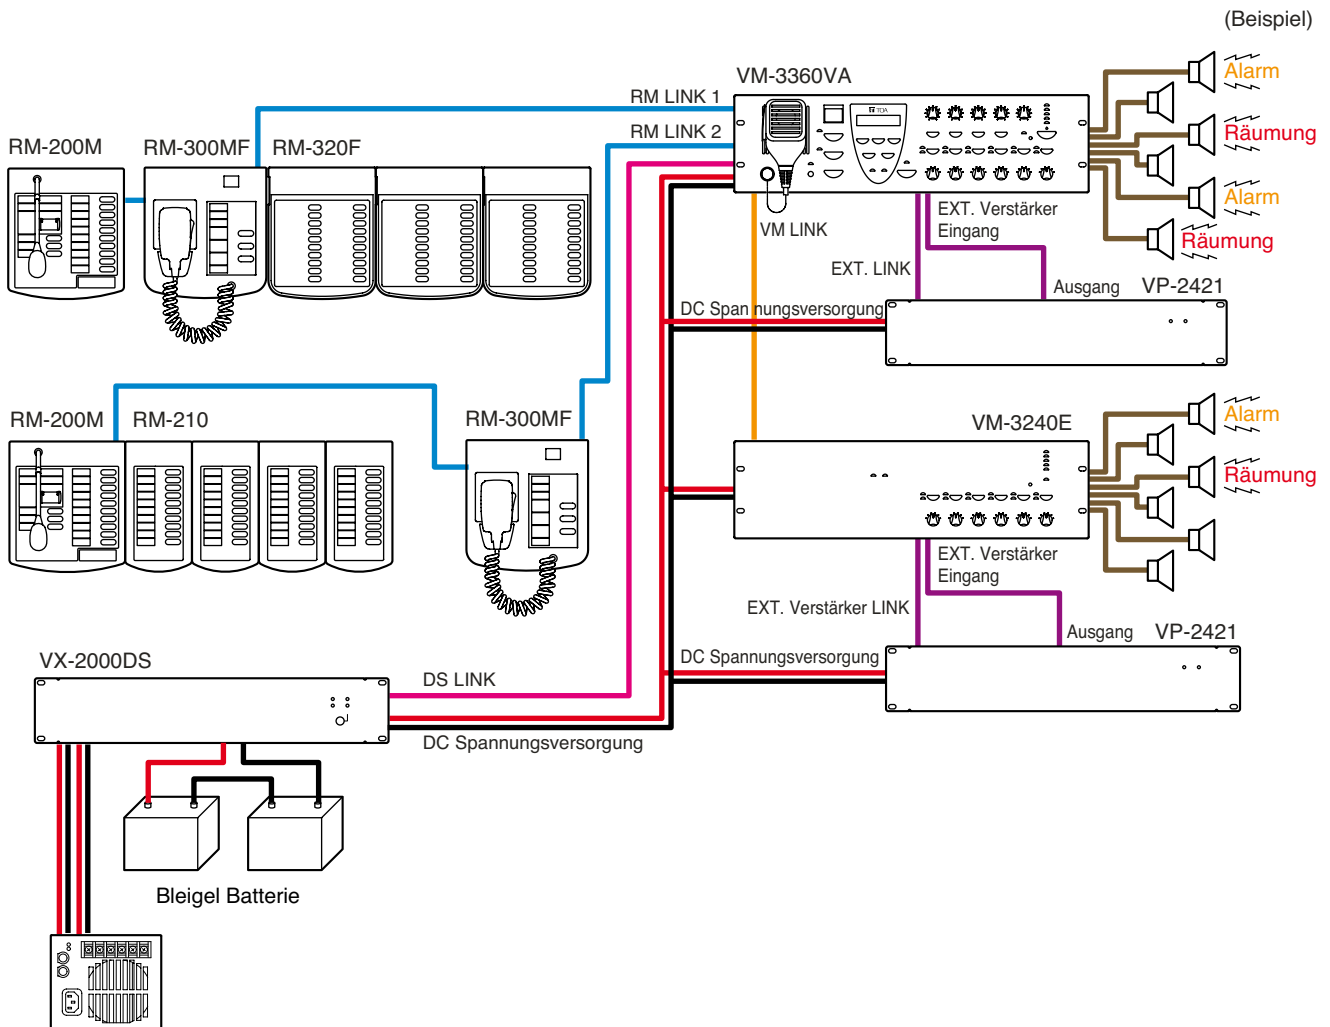 (Beispiel)
VM-3360VA
Alarm
RM LINK 1
RM LINK 2
TOA
Räumung
RM-200M
RM-300MF
RM-320F
Alarm
EXT. Verstärker
Eingang
VM LINK
Räumung
EXT. LINK
Ausgang
VP-2421
DC Spannungsversorgung
RM-200M
RM-210
RM-300MF
VM-3240E
Alarm
Räumung
EXT. Verstärker
Eingang
EXT. Verstärker LINK
Ausgang
VP-2421
VX-2000DS
DC Spannungsversorgung
DS LINK
DC Spannungsversorgung
Bleigel Batterie